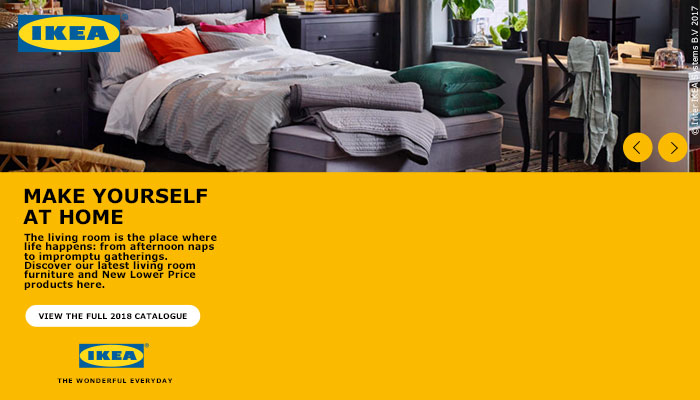 IKEA
© Inter IKEA Systems B.V 2017
MAKE YOURSELF
AT HOME
The living room is the place where
life happens: from afternoon naps
to impromptu gatherings.
Discover our latest living room
furniture and New Lower Price
products here.
VIEW THE FULL 2018 CATALOGUE
IKEA®
THE WONDERFUL EVERYDAY